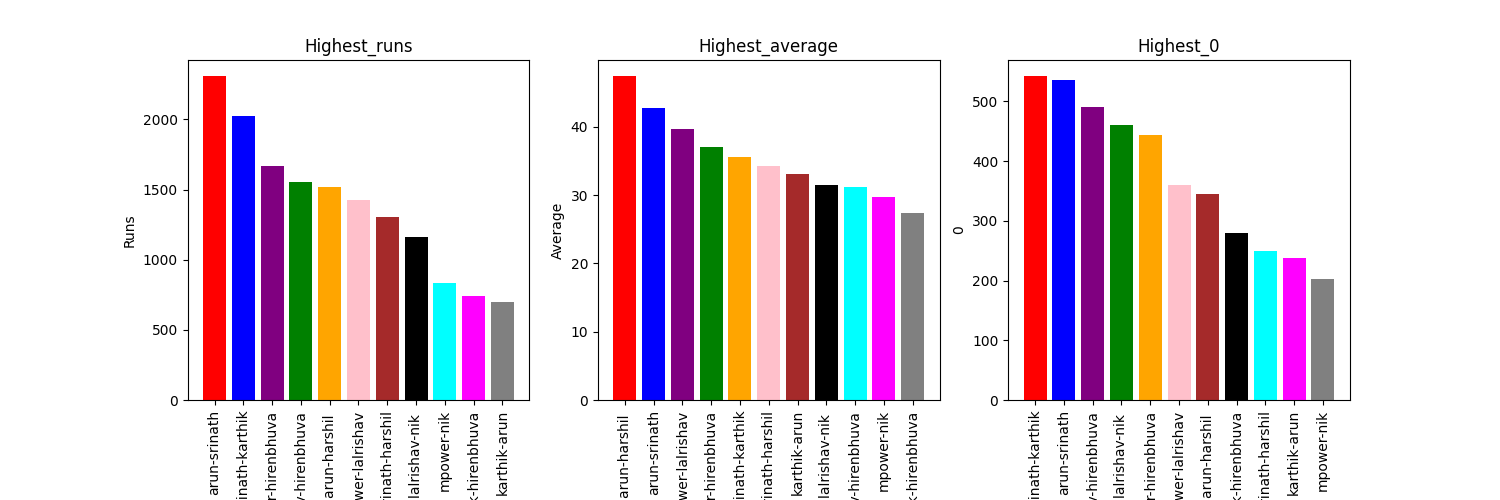 Highest_runs
Runs
2000
1500
1000
500
0
arun-srinath
inath-karthik
r-hirenbhuva
y-hirenbhuva
arun-harshil
wer-lalrishav
inath-harshil
lalrishav-nik
mpower-nik
k-hirenbhuva
karthik-arun
Highest_average
Average
40
30
20
10
0
arun-harshil
arun-srinath
wer-lalrishav
r-hirenbhuva
inath-karthik
inath-harshil
karthik-arun
lalrishav-nik
y-hirenbhuva
mpower-nik
k-hirenbhuva
Highest_0
0
500
400
300
200
100
0
inath-karthik
arun-srinath
y-hirenbhuva
lalrishav-nik
r-hirenbhuva
wer-lalrishav
arun-harshil
k-hirenbhuva
inath-harshil
karthik-arun
mpower-nik